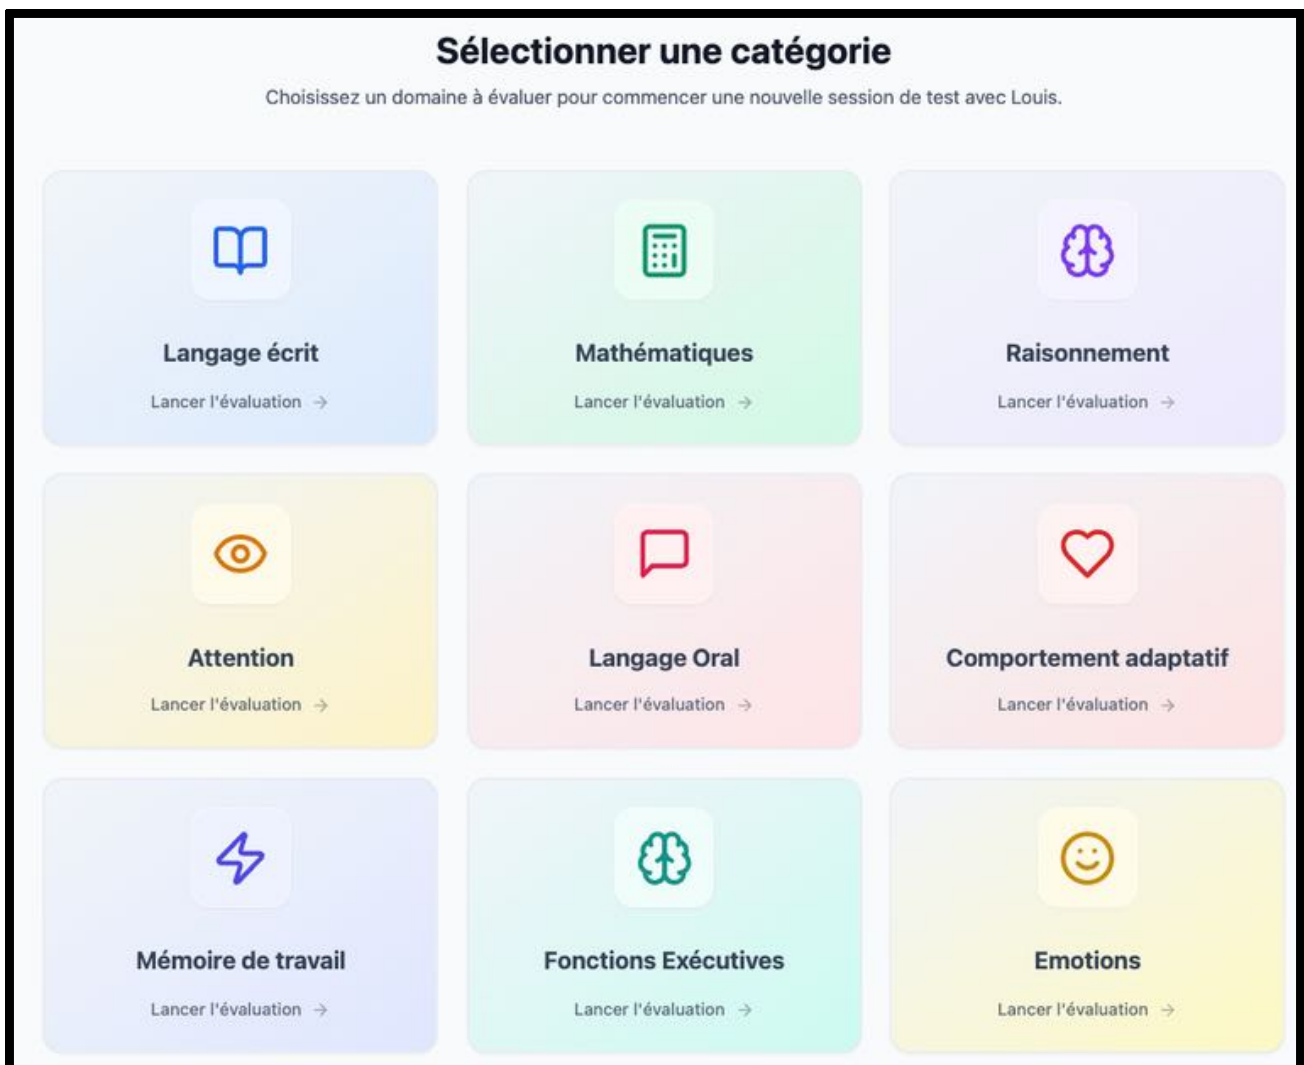 Sélectionner une catégorie
Choisissez un domaine à évaluer pour commencer une nouvelle session de test avec Louis.
Langage écrit
Lancer l'évaluation →
Mathématiques
Lancer l'évaluation →
Raisonnement
Lancer l'évaluation →
Attention
Lancer l'évaluation →
Langage Oral
Lancer l'évaluation →
Comportement adaptatif
Lancer l'évaluation →
Mémoire de travail
Lancer l'évaluation →
Fonctions Exécutives
Lancer l'évaluation →
Emotions
Lancer l'évaluation →